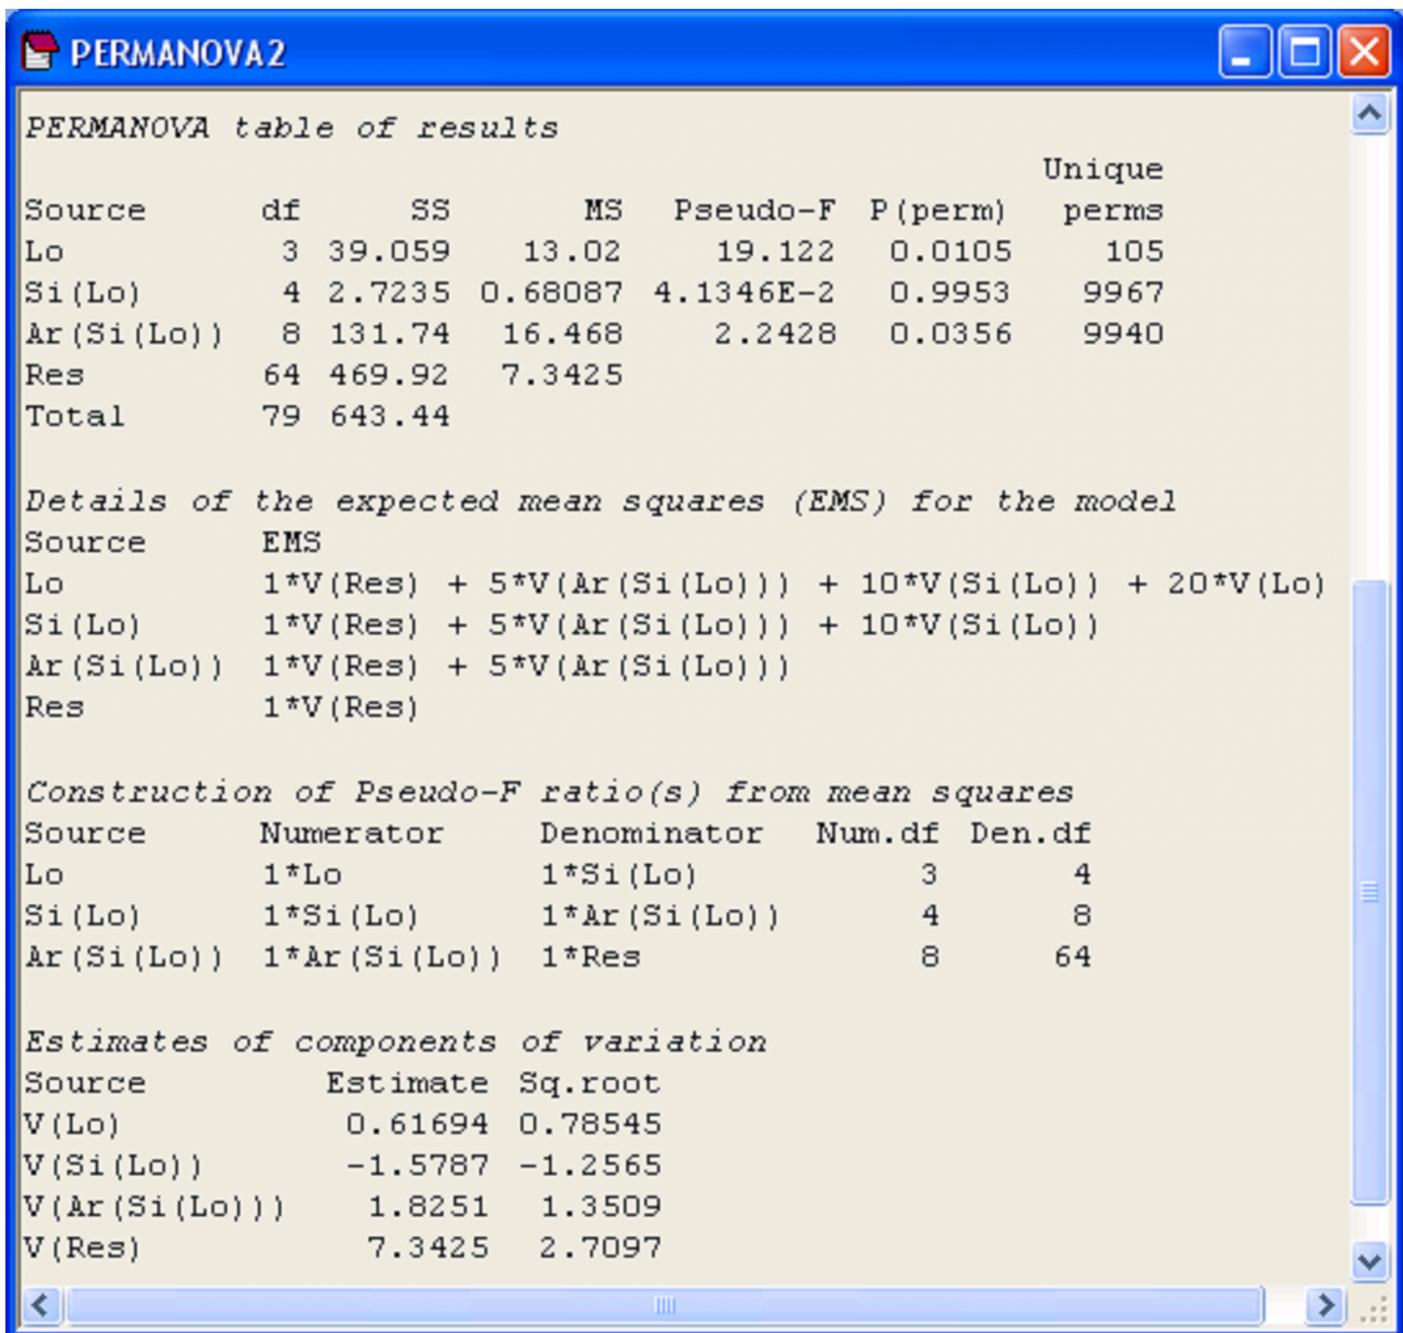 PERMANOVA2
PERMANOVA table of results
Unique
Source df SS MS Pseudo-F P(perm) perms
Lo 3 39.059 13.02 19.122 0.0105 105
Si(Lo) 4 2.7235 0.68087 4.1346E-2 0.9953 9967
Ar(Si(Lo)) 8 131.74 16.468 2.2428 0.0356 9940
Res 64 469.92 7.3425
Total 79 643.44
Details of the expected mean squares (EMS) for the model
Source EMS
Lo 1*V(Res) + 5*V(Ar(Si(Lo))) + 10*V(Si(Lo)) + 20*V(Lo)
Si(Lo) 1*V(Res) + 5*V(Ar(Si(Lo))) + 10*V(Si(Lo))
Ar(Si(Lo)) 1*V(Res) + 5*V(Ar(Si(Lo)))
Res 1*V(Res)
Construction of Pseudo-F ratio(s) from mean squares
Source Numerator Denominator Num.df Den.df
Lo 1*Lo 1*Si(Lo) 3 4
Si(Lo) 1*Si(Lo) 1*Ar(Si(Lo)) 4 8
Ar(Si(Lo)) 1*Ar(Si(Lo)) 1*Res 8 64
Estimates of components of variation
Source Estimate Sq.root
V(Lo) 0.61694 0.78545
V(Si(Lo)) -1.5787 -1.2565
V(Ar(Si(Lo))) 1.8251 1.3509
V(Res) 7.3425 2.7097